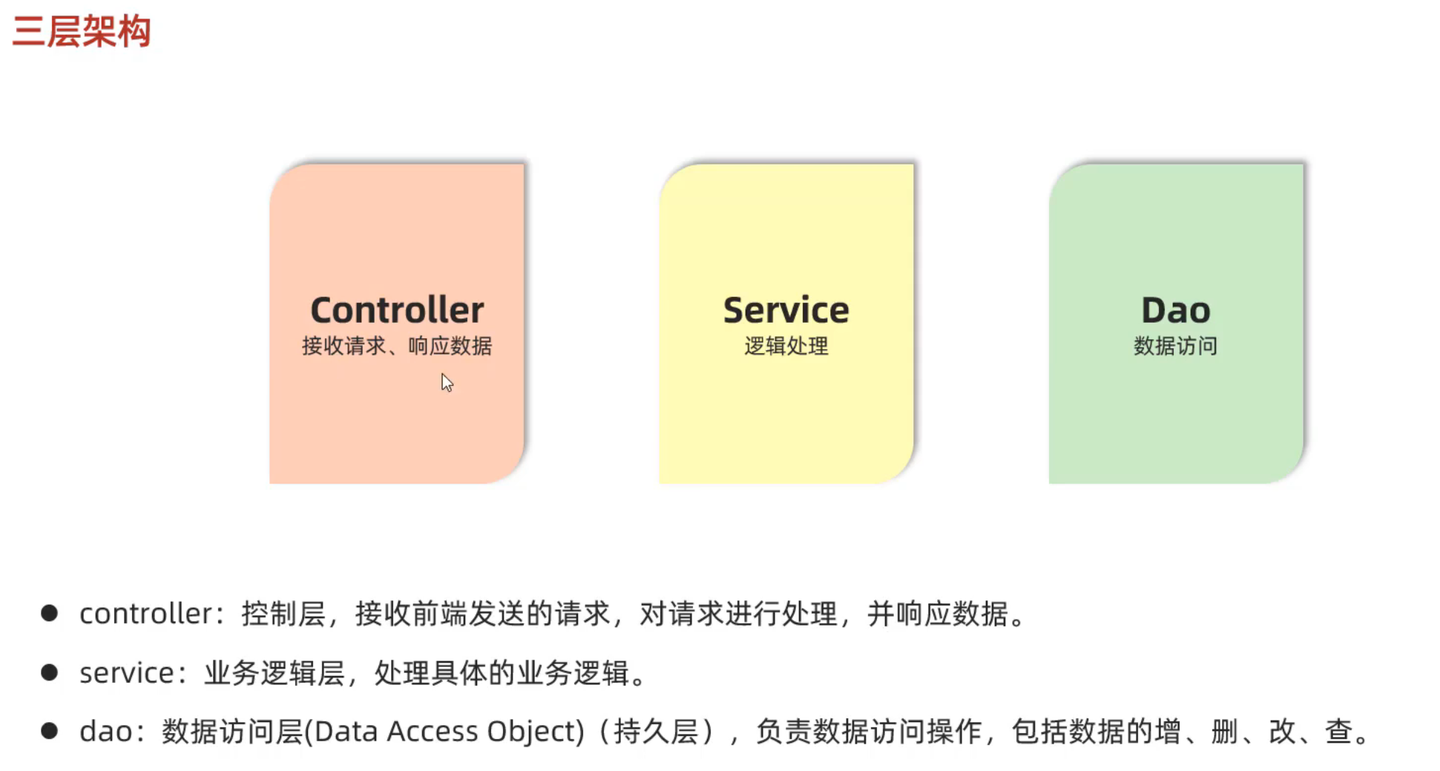 三层架构
Controller
接收请求、响应数据
Service
逻辑处理
Dao
数据访问
● controller：控制层，接收前端发送的请求，对请求进行处理，并响应数据。
● service：业务逻辑层，处理具体的业务逻辑。
● dao：数据访问层(Data Access Object)（持久层），负责数据访问操作，包括数据的增、删、改、查。